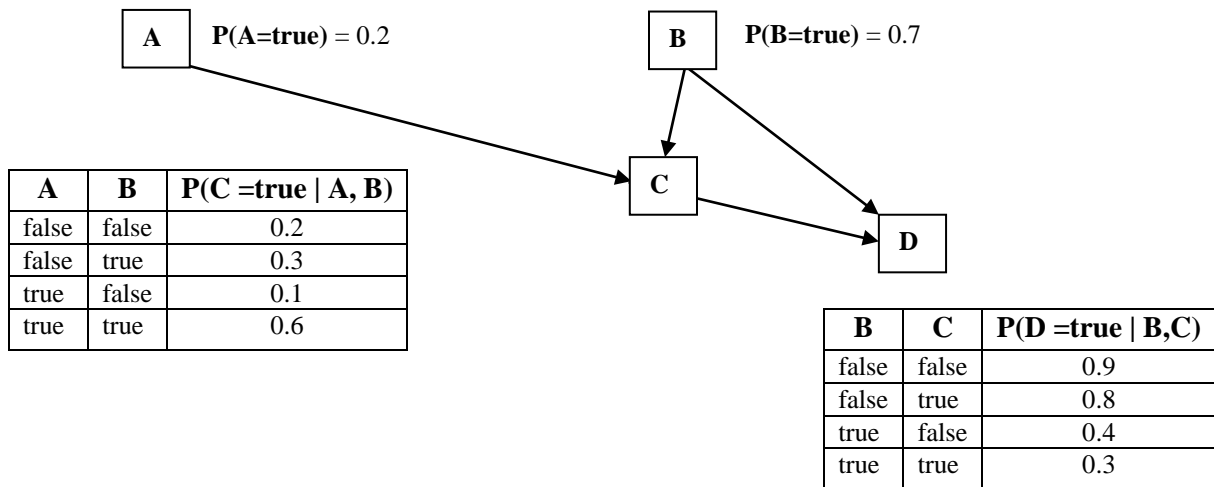 A P(A=true) = 0.2
B P(B=true) = 0.7
C
D
A B P(C =true | A, B)
false false 0.2
false true 0.3
true false 0.1
true true 0.6
B C P(D =true | B,C)
false false 0.9
false true 0.8
true false 0.4
true true 0.3